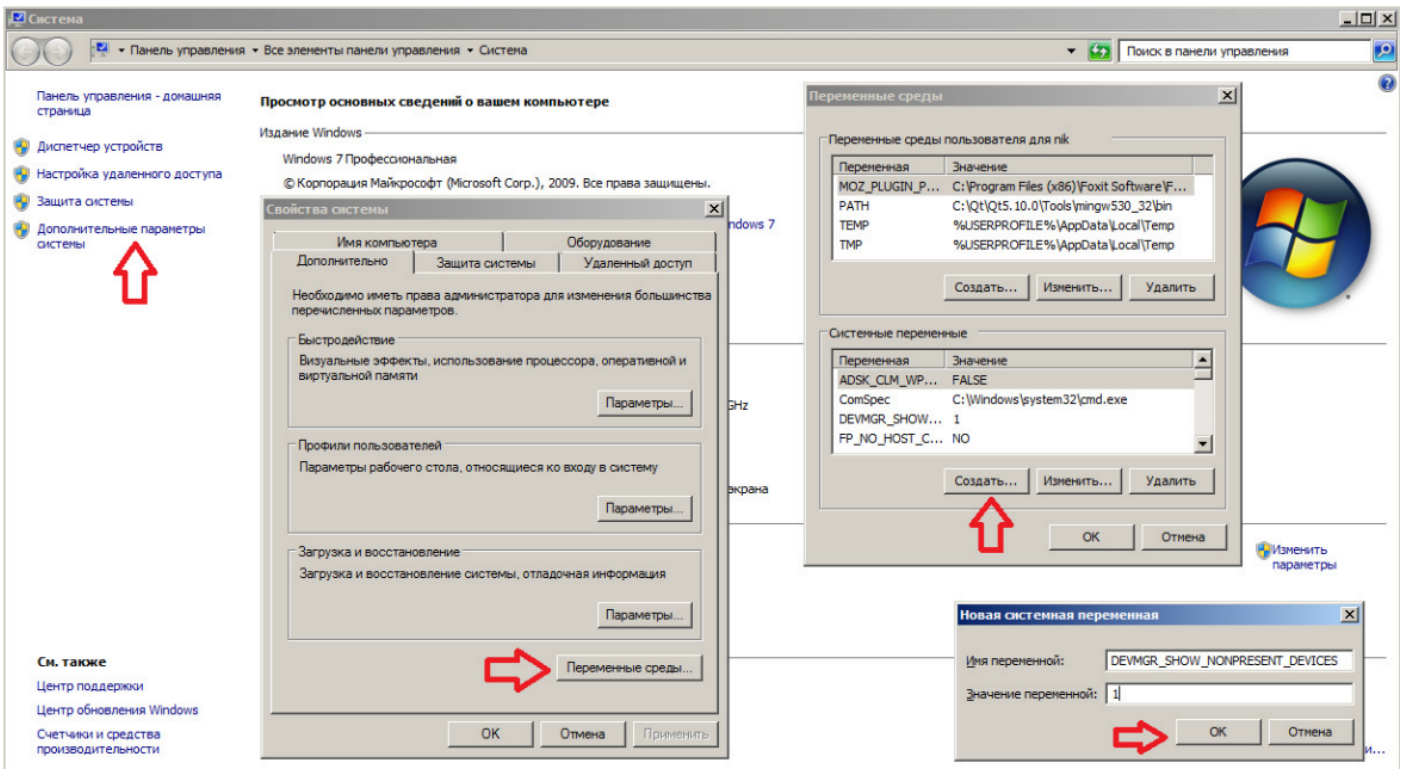 Система
Панель управления
Все элементы панели управления
Система
Поиск в панели управления
Панель управления - домашняя
страница
Диспетчер устройств
Настройка удаленного доступа
Защита системы
Дополнительные параметры
системы
Просмотр основных сведений о вашем компьютере
Издание Windows
Windows 7 Профессиональная
© Корпорация Майкрософт (Microsoft Corp.), 2009. Все права защищены.
ndows 7
GHz
экрана
Изменить
параметры
и...
См. также
Центр поддержки
Центр обновления Windows
Счетчики и средства
производительности
Свойства системы
Имя компьютера
Оборудование
Дополнительно
Защита системы
Удаленный доступ
Необходимо иметь права администратора для изменения большинства
перечисленных параметров.
Быстродействие
Визуальные эффекты, использование процессора, оперативной и
виртуальной памяти
Параметры...
Профили пользователей
Параметры рабочего стола, относящиеся ко входу в систему
Параметры...
Загрузка и восстановление
Загрузка и восстановление системы, отладочная информация
Параметры...
Переменные среды...
ОК
Отмена
Применить
Переменные среды
Переменные среды пользователя для nik
Переменная Значение
MOZ_PLUGIN_P... C:\Program Files (x86)\Foxit Software\F...
PATH C:\Qt\Qt5.10.0\Tools\mingw530_32\bin
TEMP %USERPROFILE%\AppData\Local\Temp
TMP %USERPROFILE%\AppData\Local\Temp
Создать... Изменить... Удалить
Системные переменные
Переменная Значение
ADSK_CLM_WP... FALSE
ComSpec C:\Windows\system32\cmd.exe
DEVMGR_SHOW... 1
FP_NO_HOST_C... NO
Создать... Изменить... Удалить
ОК Отмена
Новая системная переменная
Имя переменной: DEVMGR_SHOW_NONPRESENT_DEVICES
Значение переменной: 1
ОК Отмена